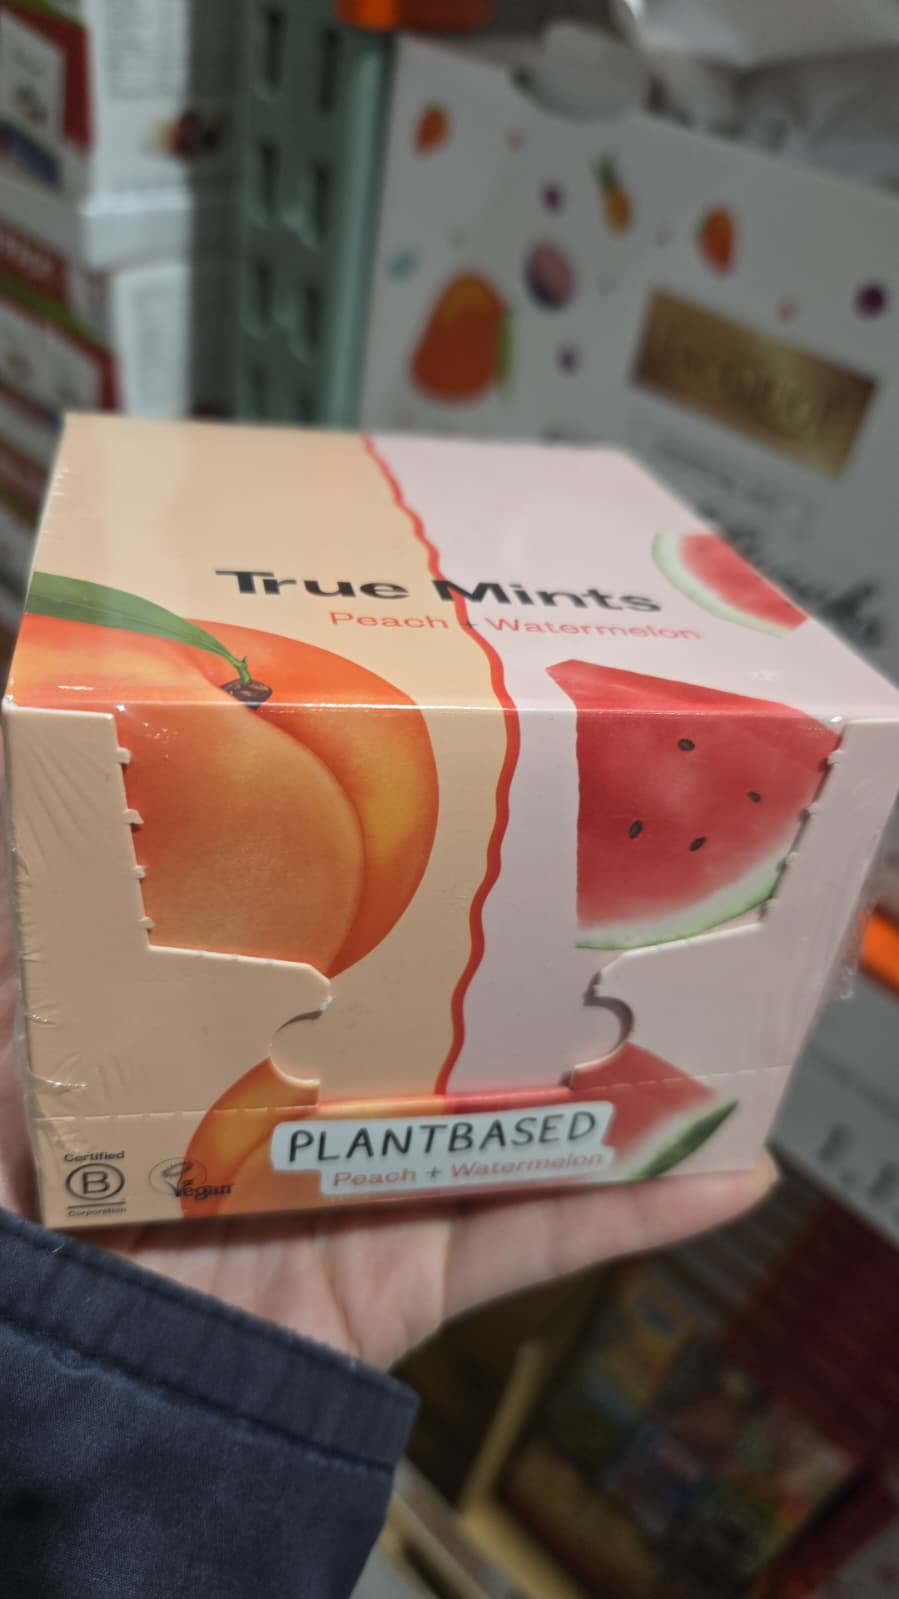 True Mints
Peach + Watermelon
PLANTBASED
Peach + Watermelon
Certified
B
Corporation
Vegan